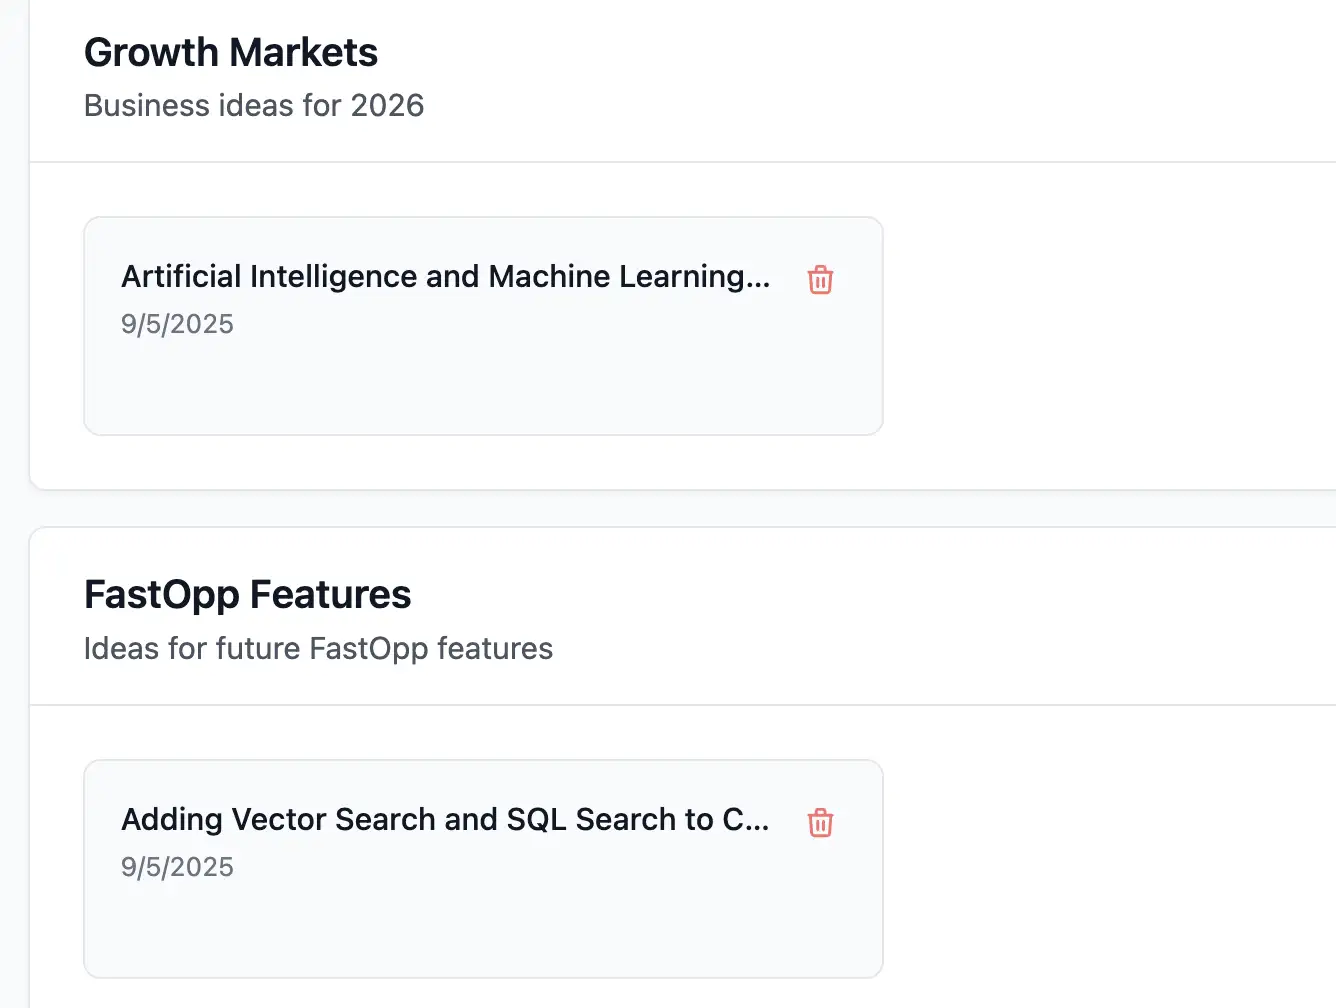 Growth Markets
Business ideas for 2026
Artificial Intelligence and Machine Learning...
9/5/2025
FastOpp Features
Ideas for future FastOpp features
Adding Vector Search and SQL Search to C...
9/5/2025